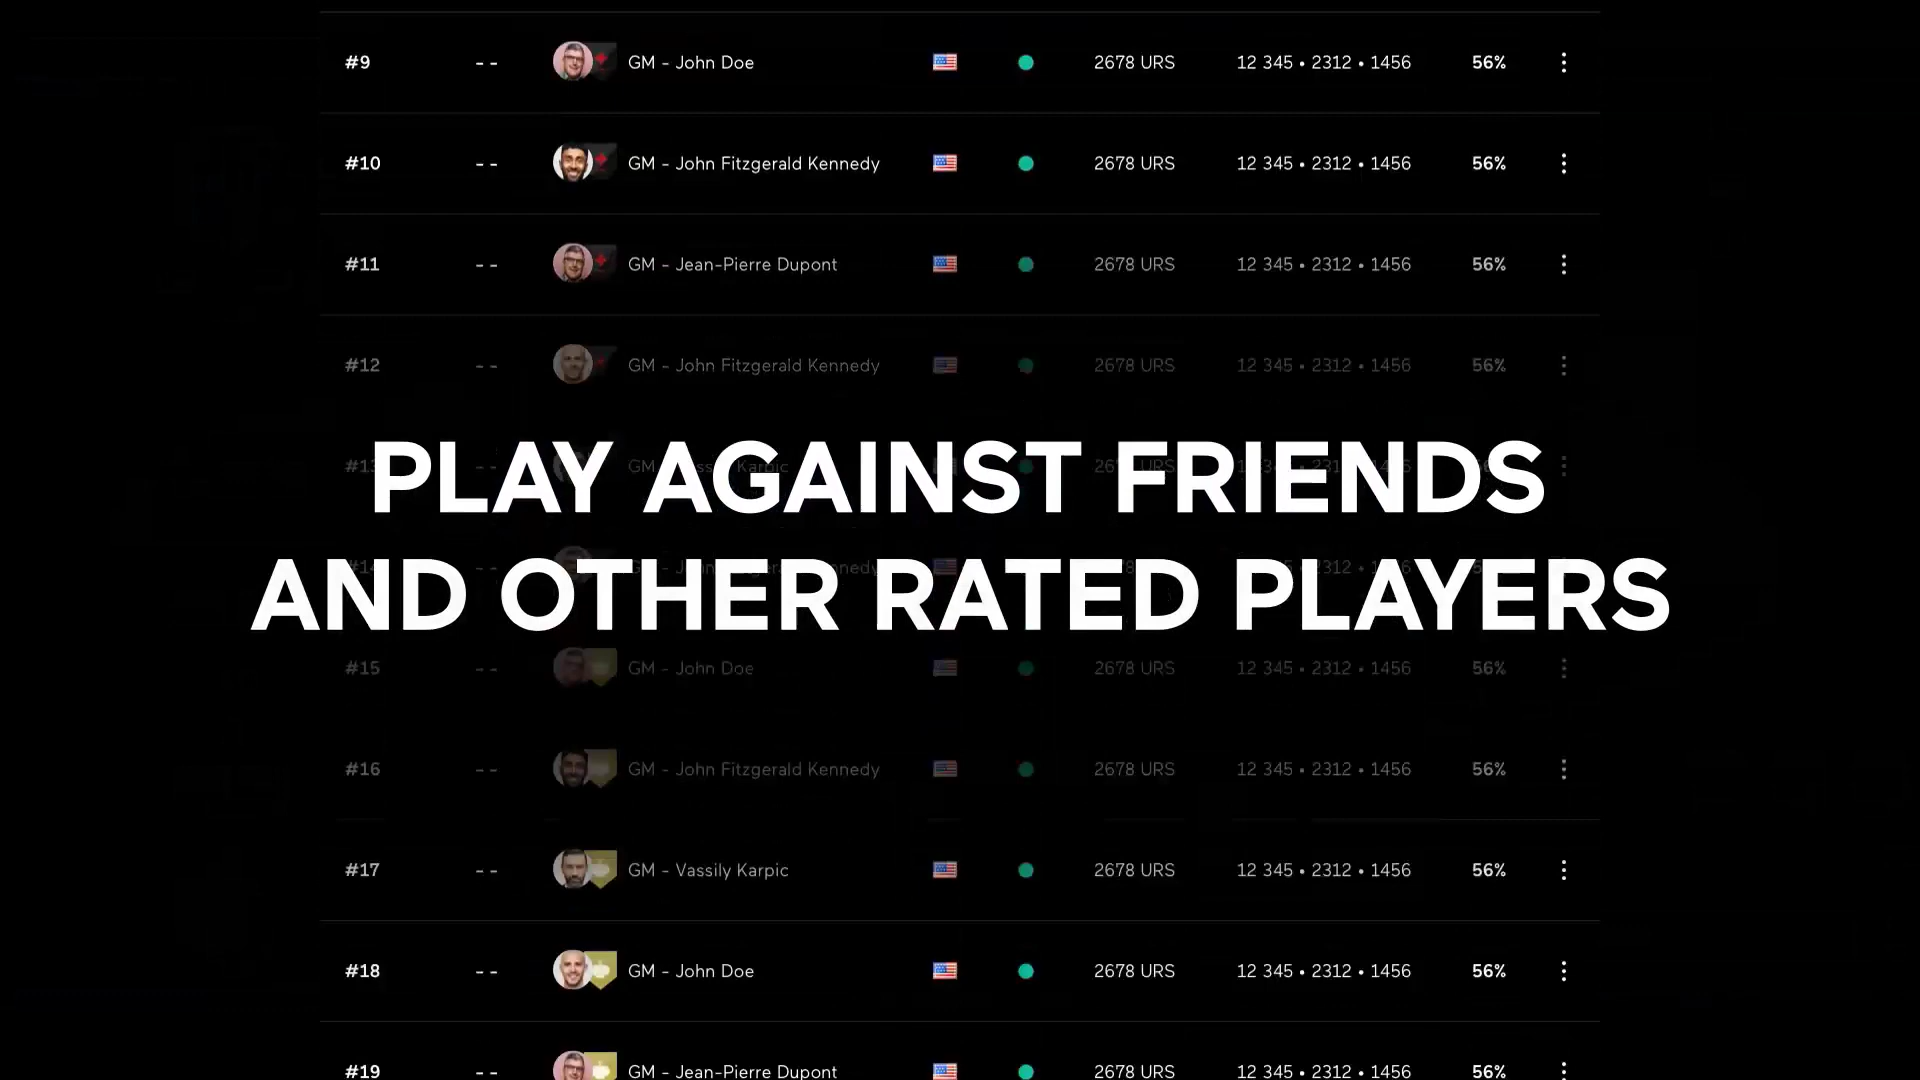 #9 -- GM - John Doe 2678 URS 12 345 • 2312 • 1456 56%
#10 -- GM - John Fitzgerald Kennedy 2678 URS 12 345 • 2312 • 1456 56%
#11 -- GM - Jean-Pierre Dupont 2678 URS 12 345 • 2312 • 1456 56%
#12 -- GM - John Fitzgerald Kennedy 2678 URS 12 345 • 2312 • 1456 56%
PLAY AGAINST FRIENDS
AND OTHER RATED PLAYERS
#15 -- GM - John Doe 2678 URS 12 345 • 2312 • 1456 56%
#16 -- GM - John Fitzgerald Kennedy 2678 URS 12 345 • 2312 • 1456 56%
#17 -- GM - Vassily Karpic 2678 URS 12 345 • 2312 • 1456 56%
#18 -- GM - John Doe 2678 URS 12 345 • 2312 • 1456 56%
#19 -- GM - Jean-Pierre Dupont 2678 URS 12 345 • 2312 • 1456 56%